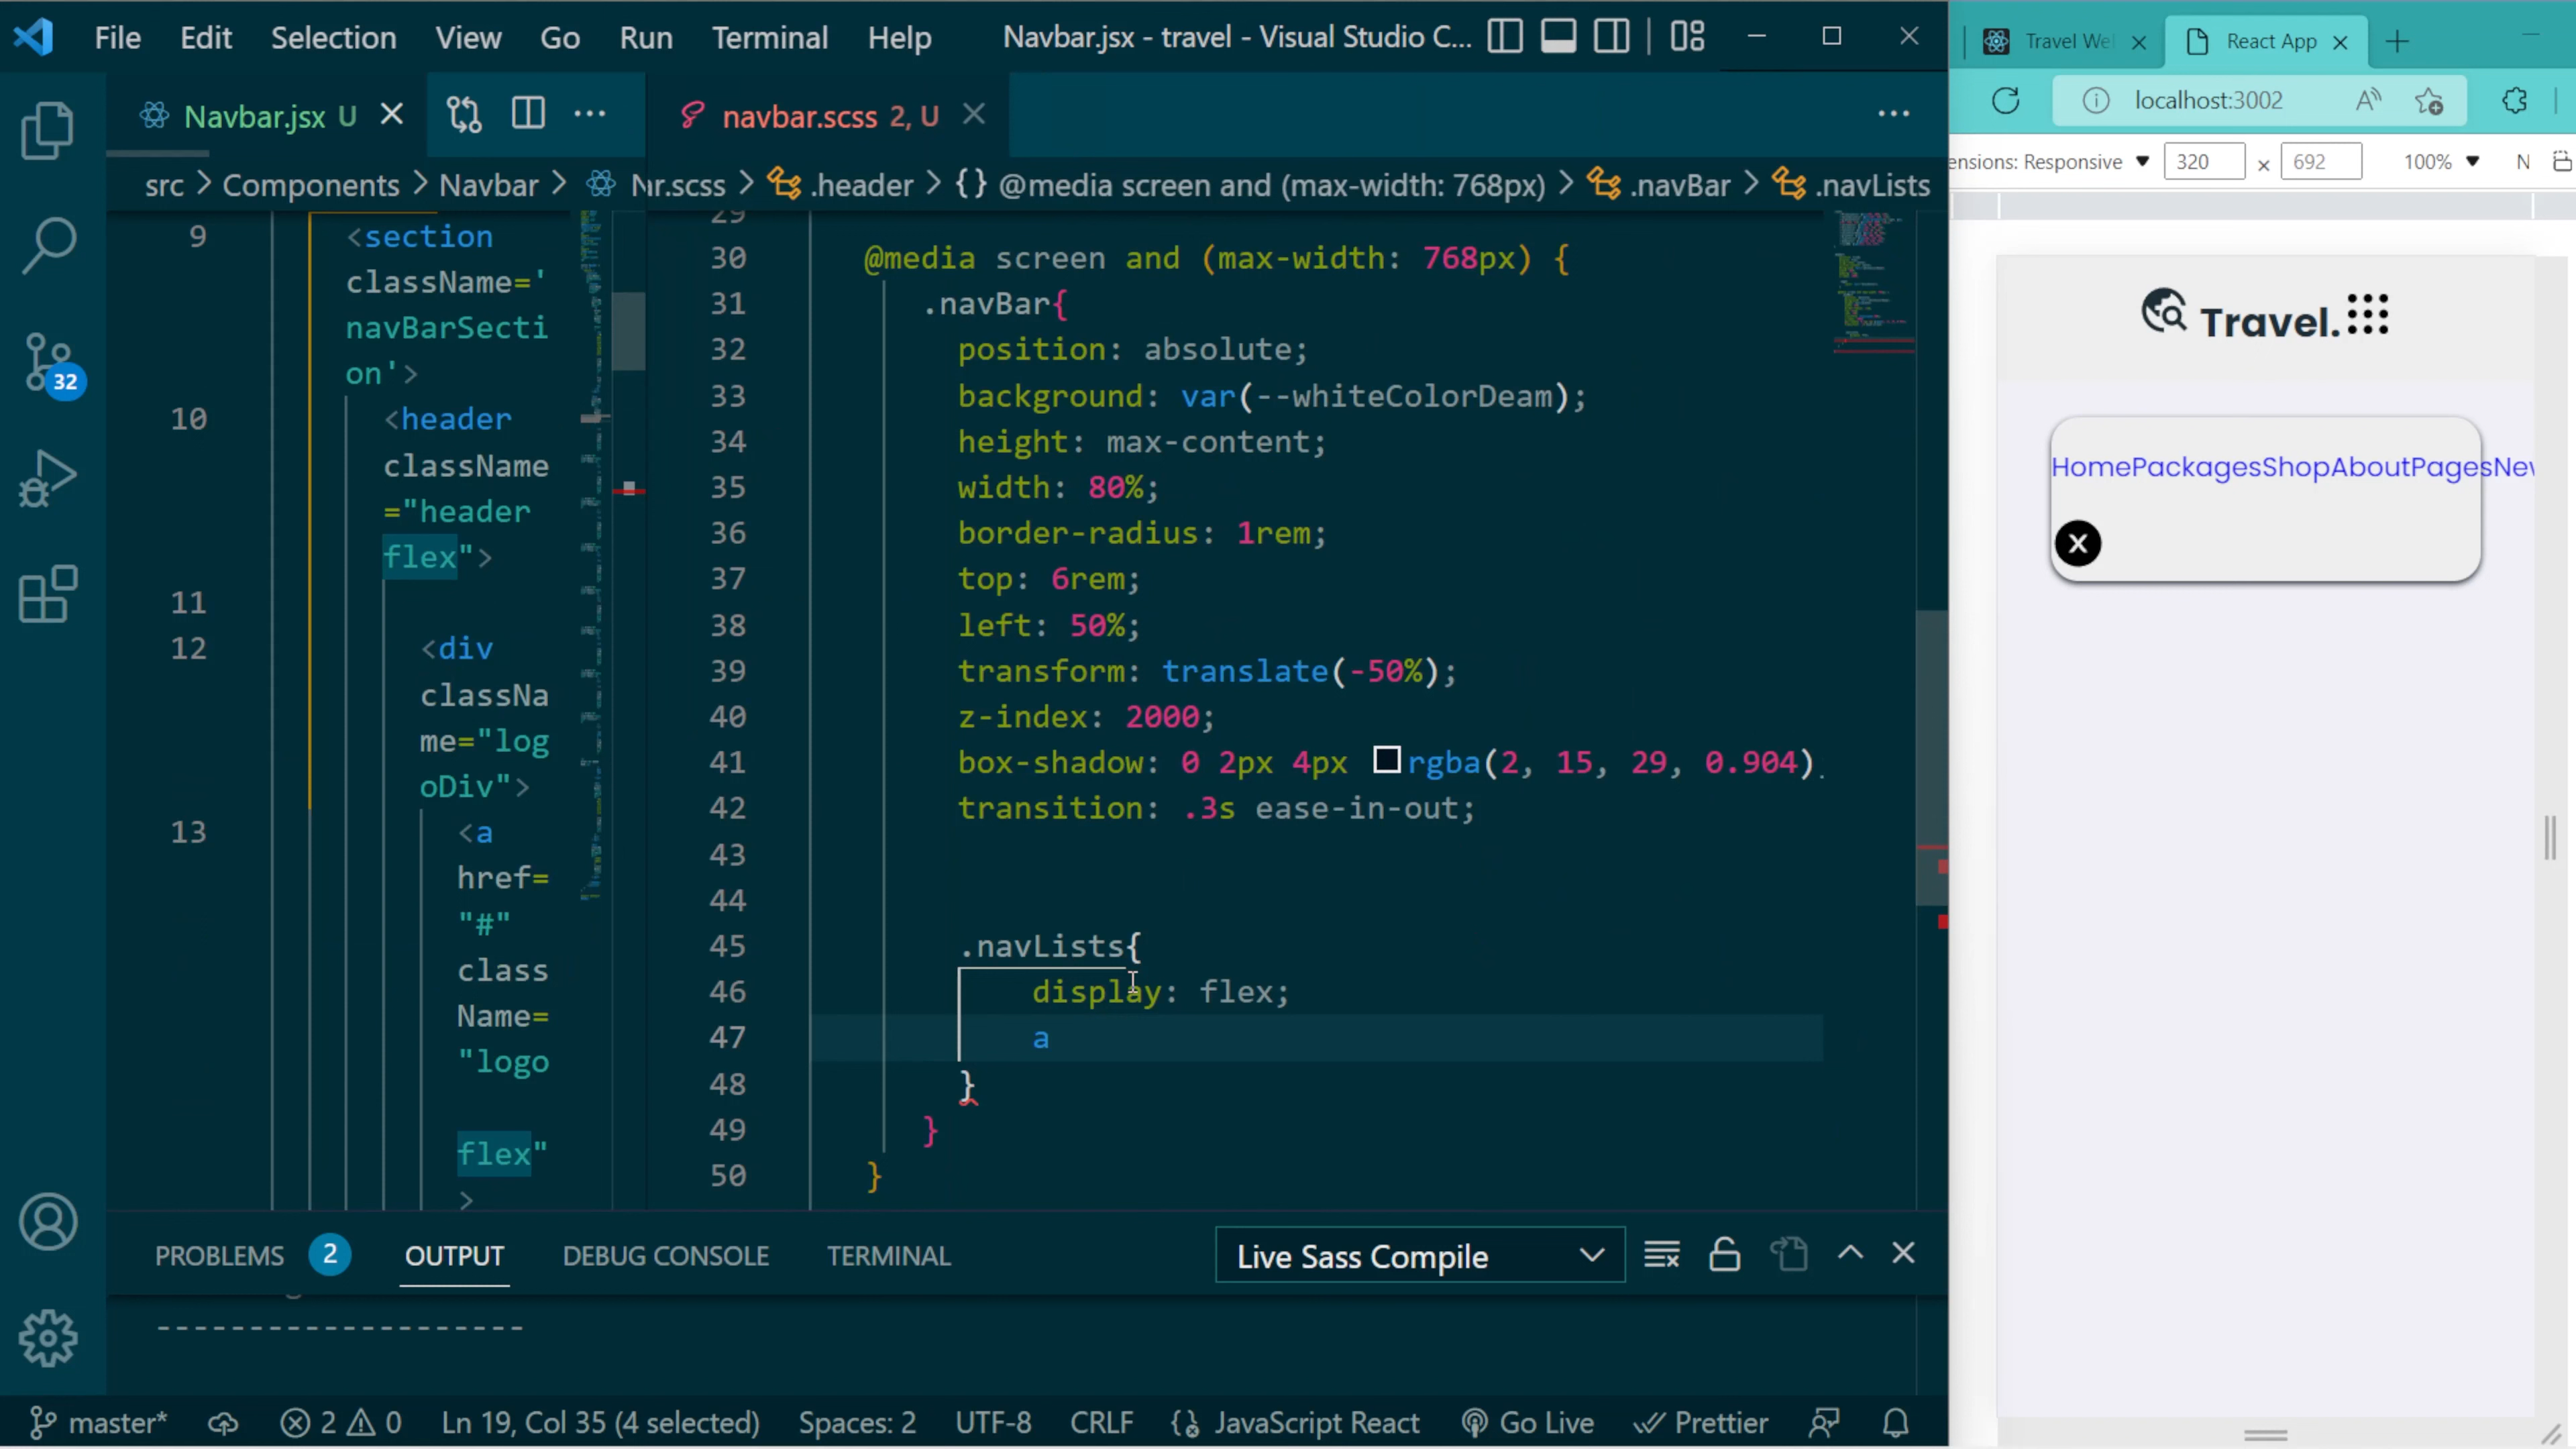 File Edit Selection View Go Run Terminal Help Navbar.jsx - travel - Visual Studio C...
Navbar.jsx U
navbar.scss 2, U
src > Components > Navbar >
.scss > .header > {} @media screen and (max-width: 768px) > .navBar > .navLists
9 <section
className='
navBarSecti
on'>
10 <header
className
="header
flex">
11
12 <div
classNa
me="log
oDiv">
13 <a
href=
"#"
class
Name=
"logo
flex"
>
29
30 @media screen and (max-width: 768px) {
31 .navBar{
32 position: absolute;
33 background: var(--whiteColorDeam);
34 height: max-content;
35 width: 80%;
36 border-radius: 1rem;
37 top: 6rem;
38 left: 50%;
39 transform: translate(-50%);
40 z-index: 2000;
41 box-shadow: 0 2px 4px rgba(2, 15, 29, 0.904)
42 transition: .3s ease-in-out;
43
44
45 .navLists{
46 display: flex;
47 a
48 }
49 }
50 }
PROBLEMS 2 OUTPUT DEBUG CONSOLE TERMINAL Live Sass Compile
--------------------
32
master* 2 0 Ln 19, Col 35 (4 selected) Spaces: 2 UTF-8 CRLF JavaScript React Go Live Prettier
Travel We
React App
localhost:3002
ensions: Responsive 320 × 692 100% N
Travel.
HomePackagesShopAboutPagesNew